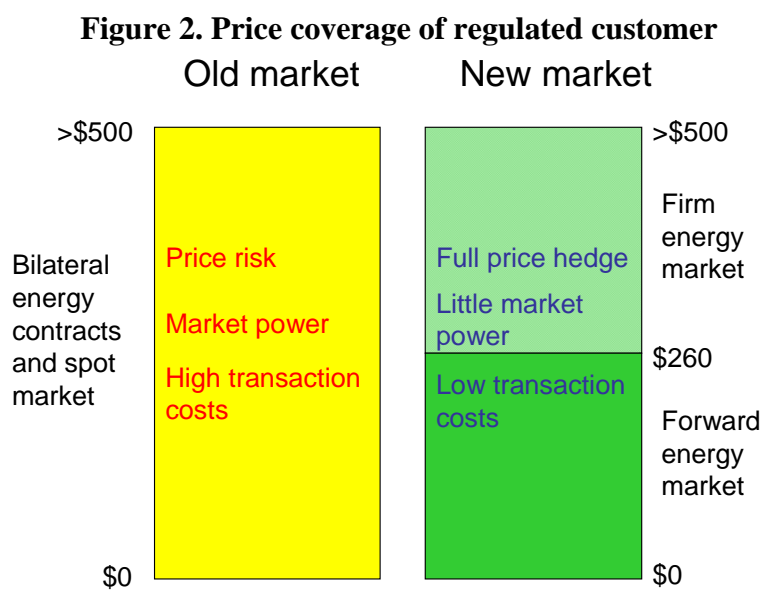 Figure 2. Price coverage of regulated customer
Old market
New market
>$500
Bilateral
energy
contracts
and spot
market
$0
Price risk
Market power
High transaction
costs
Full price hedge
Little market
power
Low transaction
costs
>$500
Firm
energy
market
$260
Forward
energy
market
$0